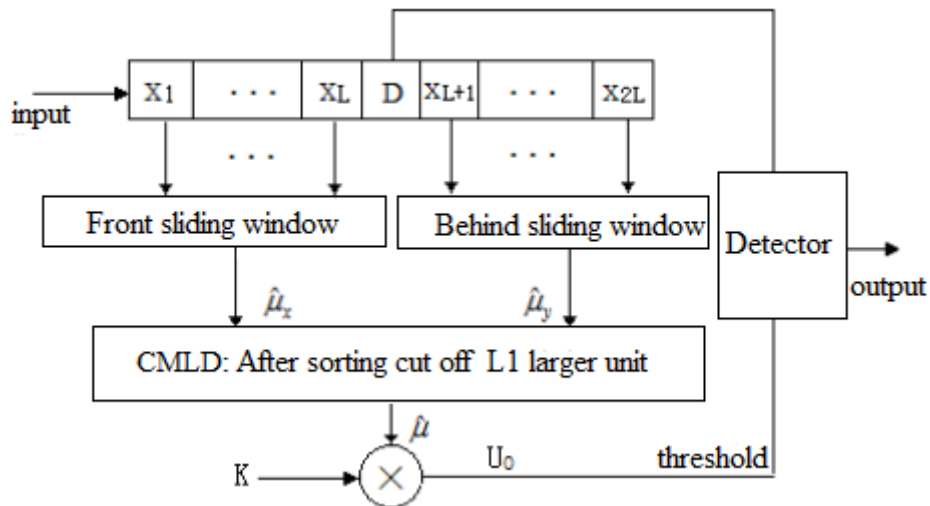 X1 · · · XL D XL+1 · · · X2L
input
· · · · · ·
Front sliding window Behind sliding window
Detector
output
μ̂x μ̂y
CMLD: After sorting cut off L1 larger unit
μ̂
K × U0 threshold